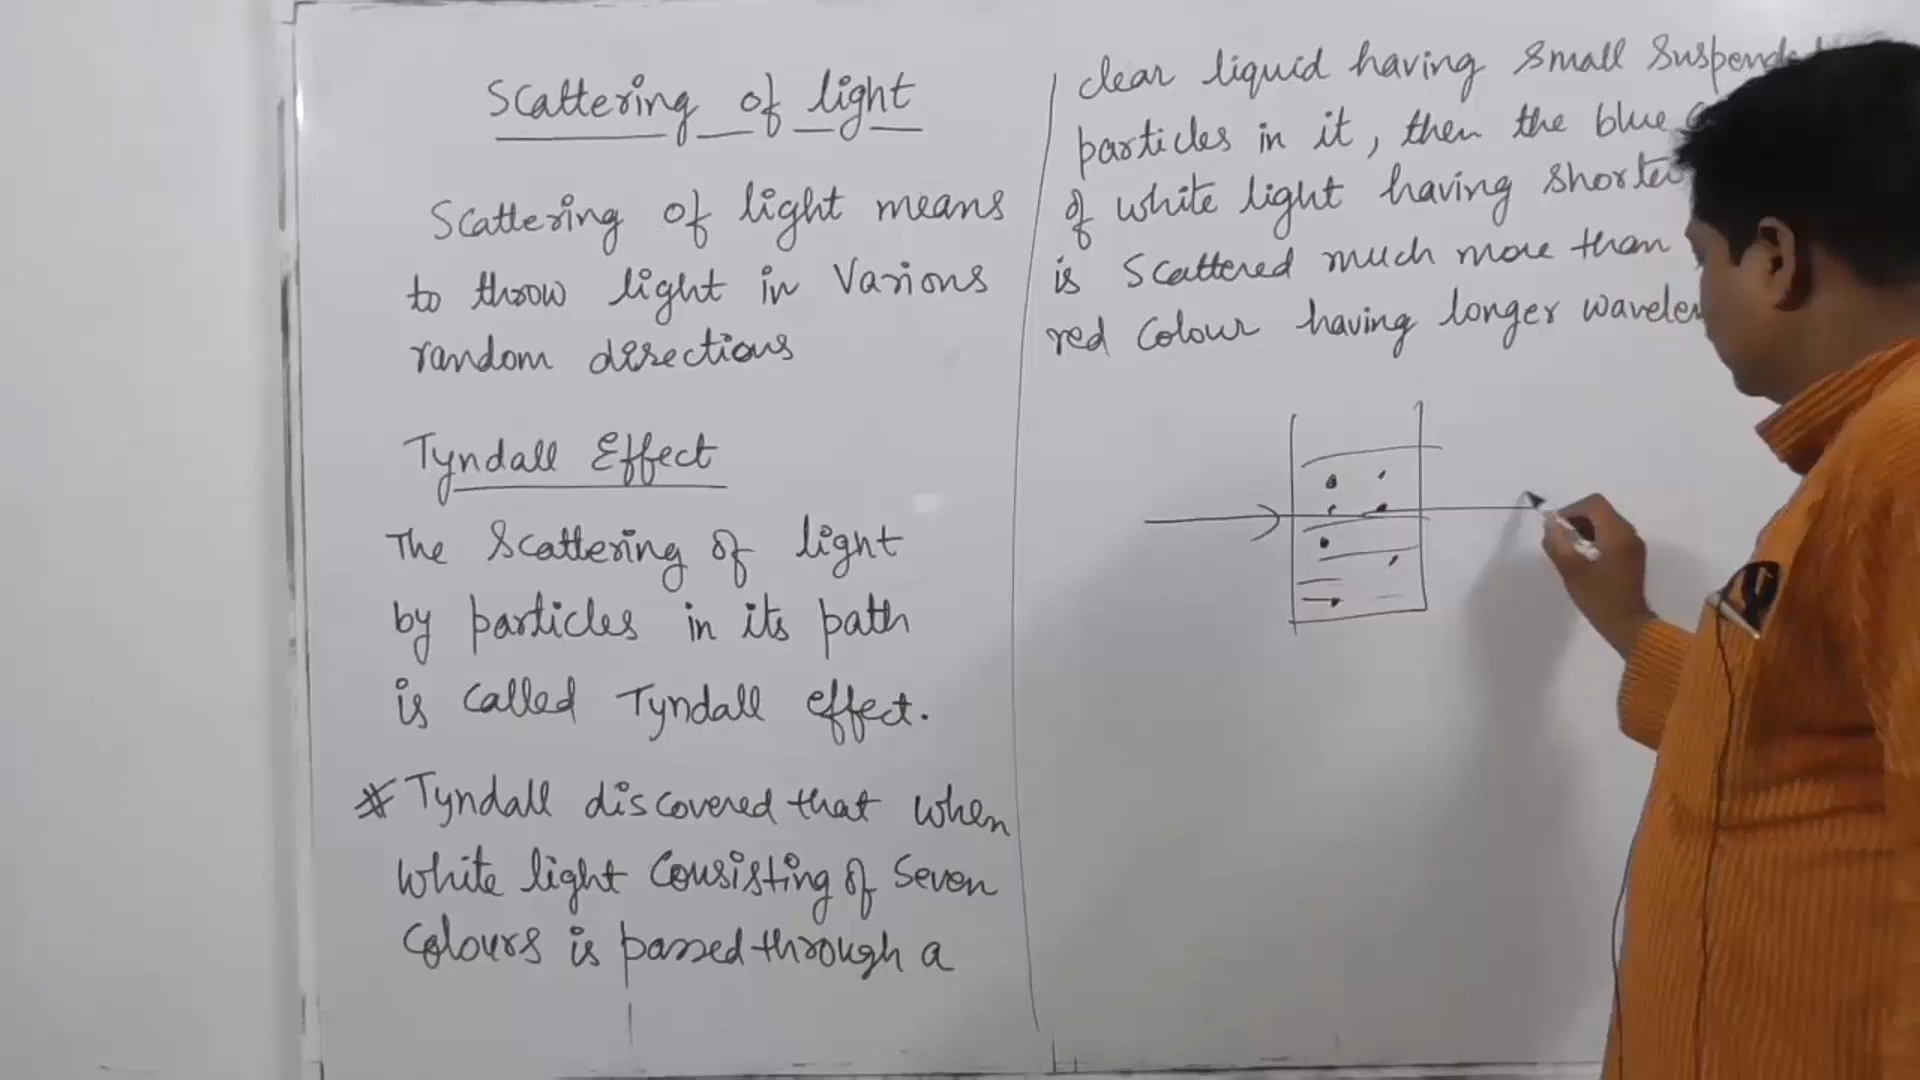 Scattering of light
Scattering of light means
to throw light in Various
random directions
Tyndall Effect
The Scattering of light
by particles in its path
is called Tyndall effect.
* Tyndall discovered that when
White light Consisting of Seven
Colours is passed through a
clear liquid having Small Suspended
particles in it, then the blue
of white light having Shorter
is Scattered much more than
red Colour having longer